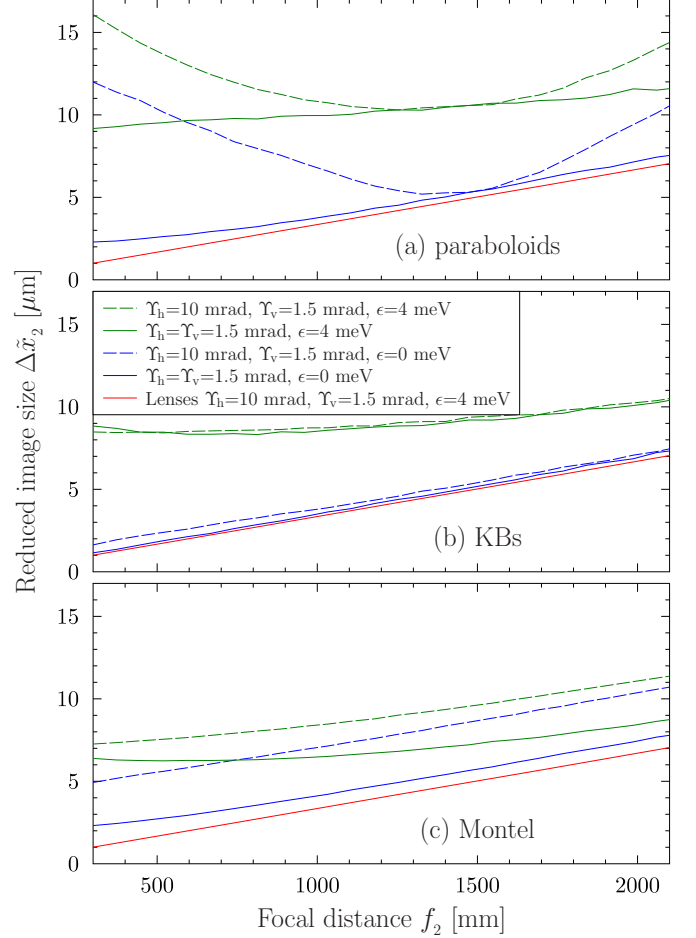 15
10
5
0
(a) paraboloids
15
10
5
0
ϒh=10 mrad, ϒv=1.5 mrad, ϵ=4 meV
ϒh=ϒv=1.5 mrad, ϵ=4 meV
ϒh=10 mrad, ϒv=1.5 mrad, ϵ=0 meV
ϒh=ϒv=1.5 mrad, ϵ=0 meV
Lenses ϒh=10 mrad, ϒv=1.5 mrad, ϵ=4 meV
(b) KBs
Reduced image size Δx̃2 [μm]
15
10
5
0
(c) Montel
500 1000 1500 2000
Focal distance f2 [mm]